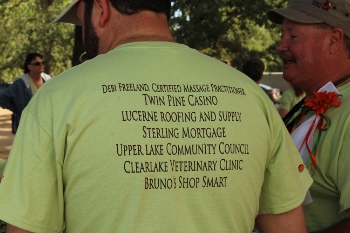 Debi Freeland, Certified Massage Practitioner
Twin Pine Casino
Lucerne Roofing and Supply
Sterling Mortgage
Upper Lake Community Council
Clearlake Veterinary Clinic
Bruno's Shop Smart